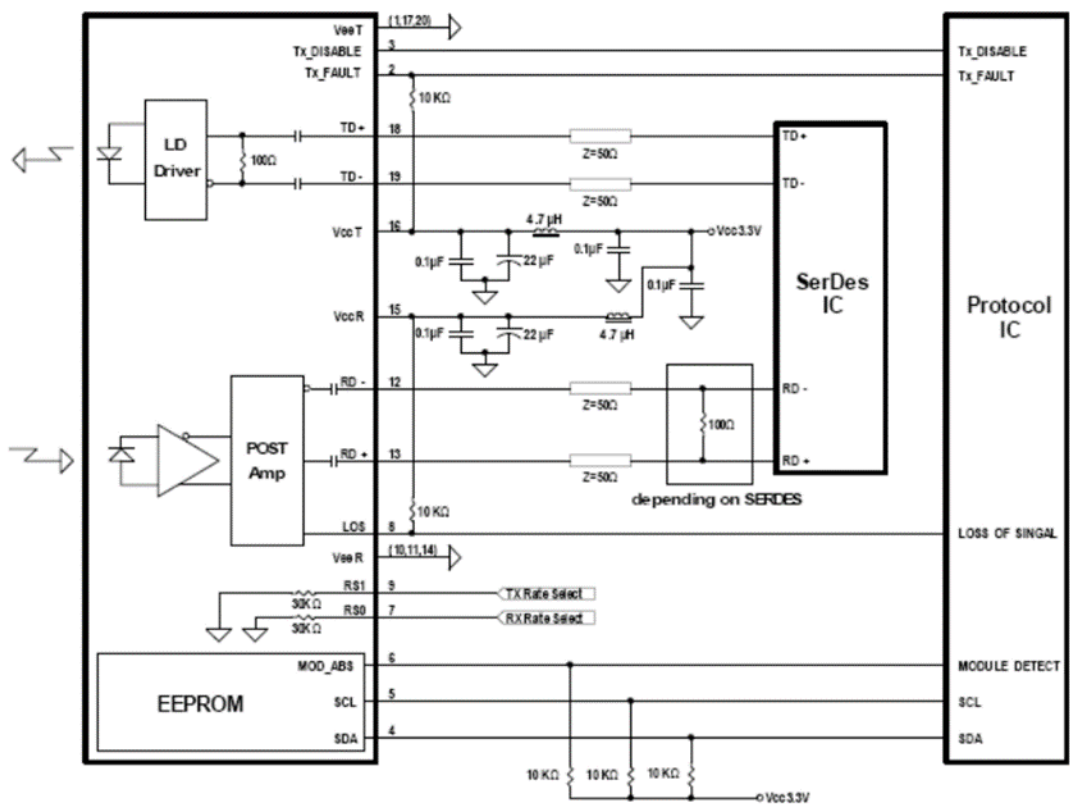 VeeT (1,17,20)
Tx_DISABLE 3 Tx_DISABLE
Tx_FAULT 2 Tx_FAULT
10 KΩ
LD Driver
100Ω
TD+ 18 Z=50Ω TD+
TD- 19 Z=50Ω TD-
VccT 16 4.7 µH Vcc3.3V
0.1µF 22 µF 0.1µF 0.1µF
SerDes IC
Protocol IC
VccR 15 4.7 µH
0.1µF 22 µF
RD - 12 Z=50Ω RD -
100Ω
POST Amp
RD + 13 Z=50Ω RD +
depending on SERDES
10 KΩ
LOS 8 LOSS OF SINGAL
VeeR (10,11,14)
RS1 9 TX Rate Select
30KΩ
RS0 7 RX Rate Select
30KΩ
MOD_ABS 6 MODULE DETECT
EEPROM
SCL 5 SCL
SDA 4 SDA
10 KΩ 10 KΩ 10 KΩ
Vcc3.3V